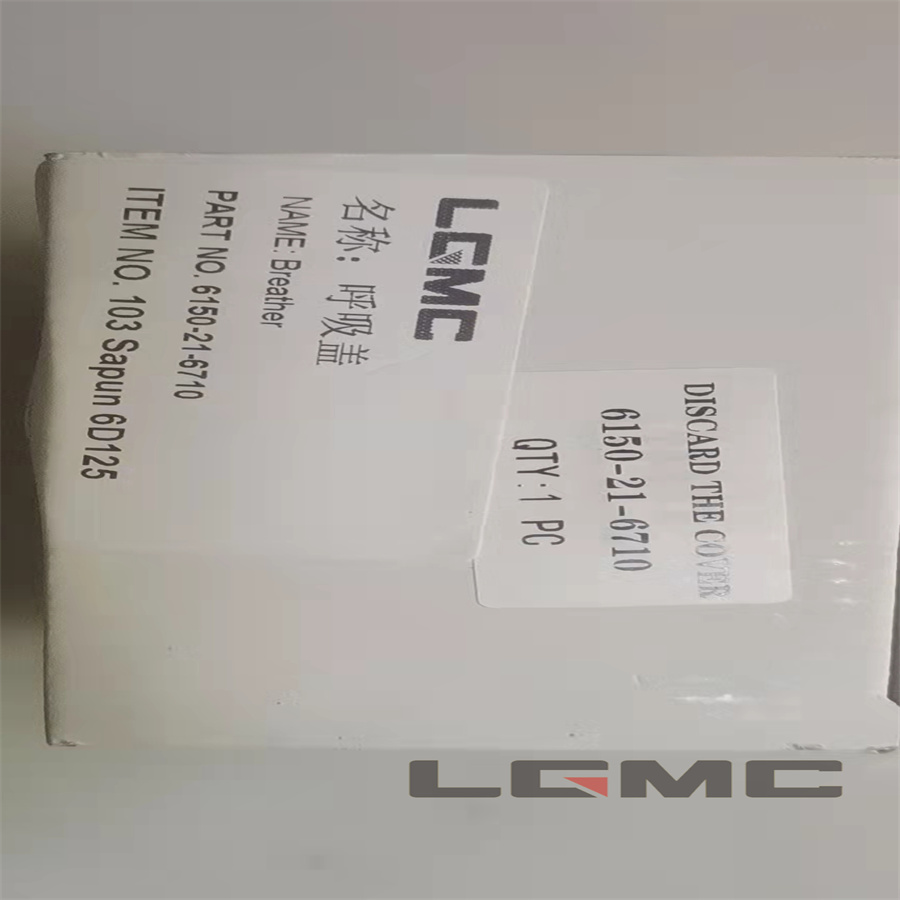 LGMC
名称：呼吸盖
NAME: Breather
PART NO. 6150-21-6710
ITEM NO. 103 Sapun 6D125
DISCARD THE COVER
6150-21-6710
QTY:1 PC
LGMC